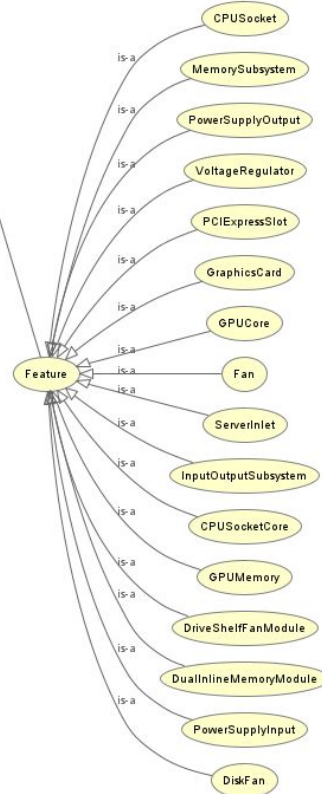 CPUSocket
is-a
MemorySubsystem
is-a
PowerSupplyOutput
is-a
VoltageRegulator
is-a
PCIExpressSlot
is-a
GraphicsCard
is-a
GPUCore
is-a
Feature
is-a
Fan
is-a
ServerInlet
is-a
InputOutputSubsystem
is-a
CPUSocketCore
is-a
GPUMemory
is-a
DriveShelfFanModule
is-a
DualInlineMemoryModule
is-a
PowerSupplyInput
is-a
DiskFan